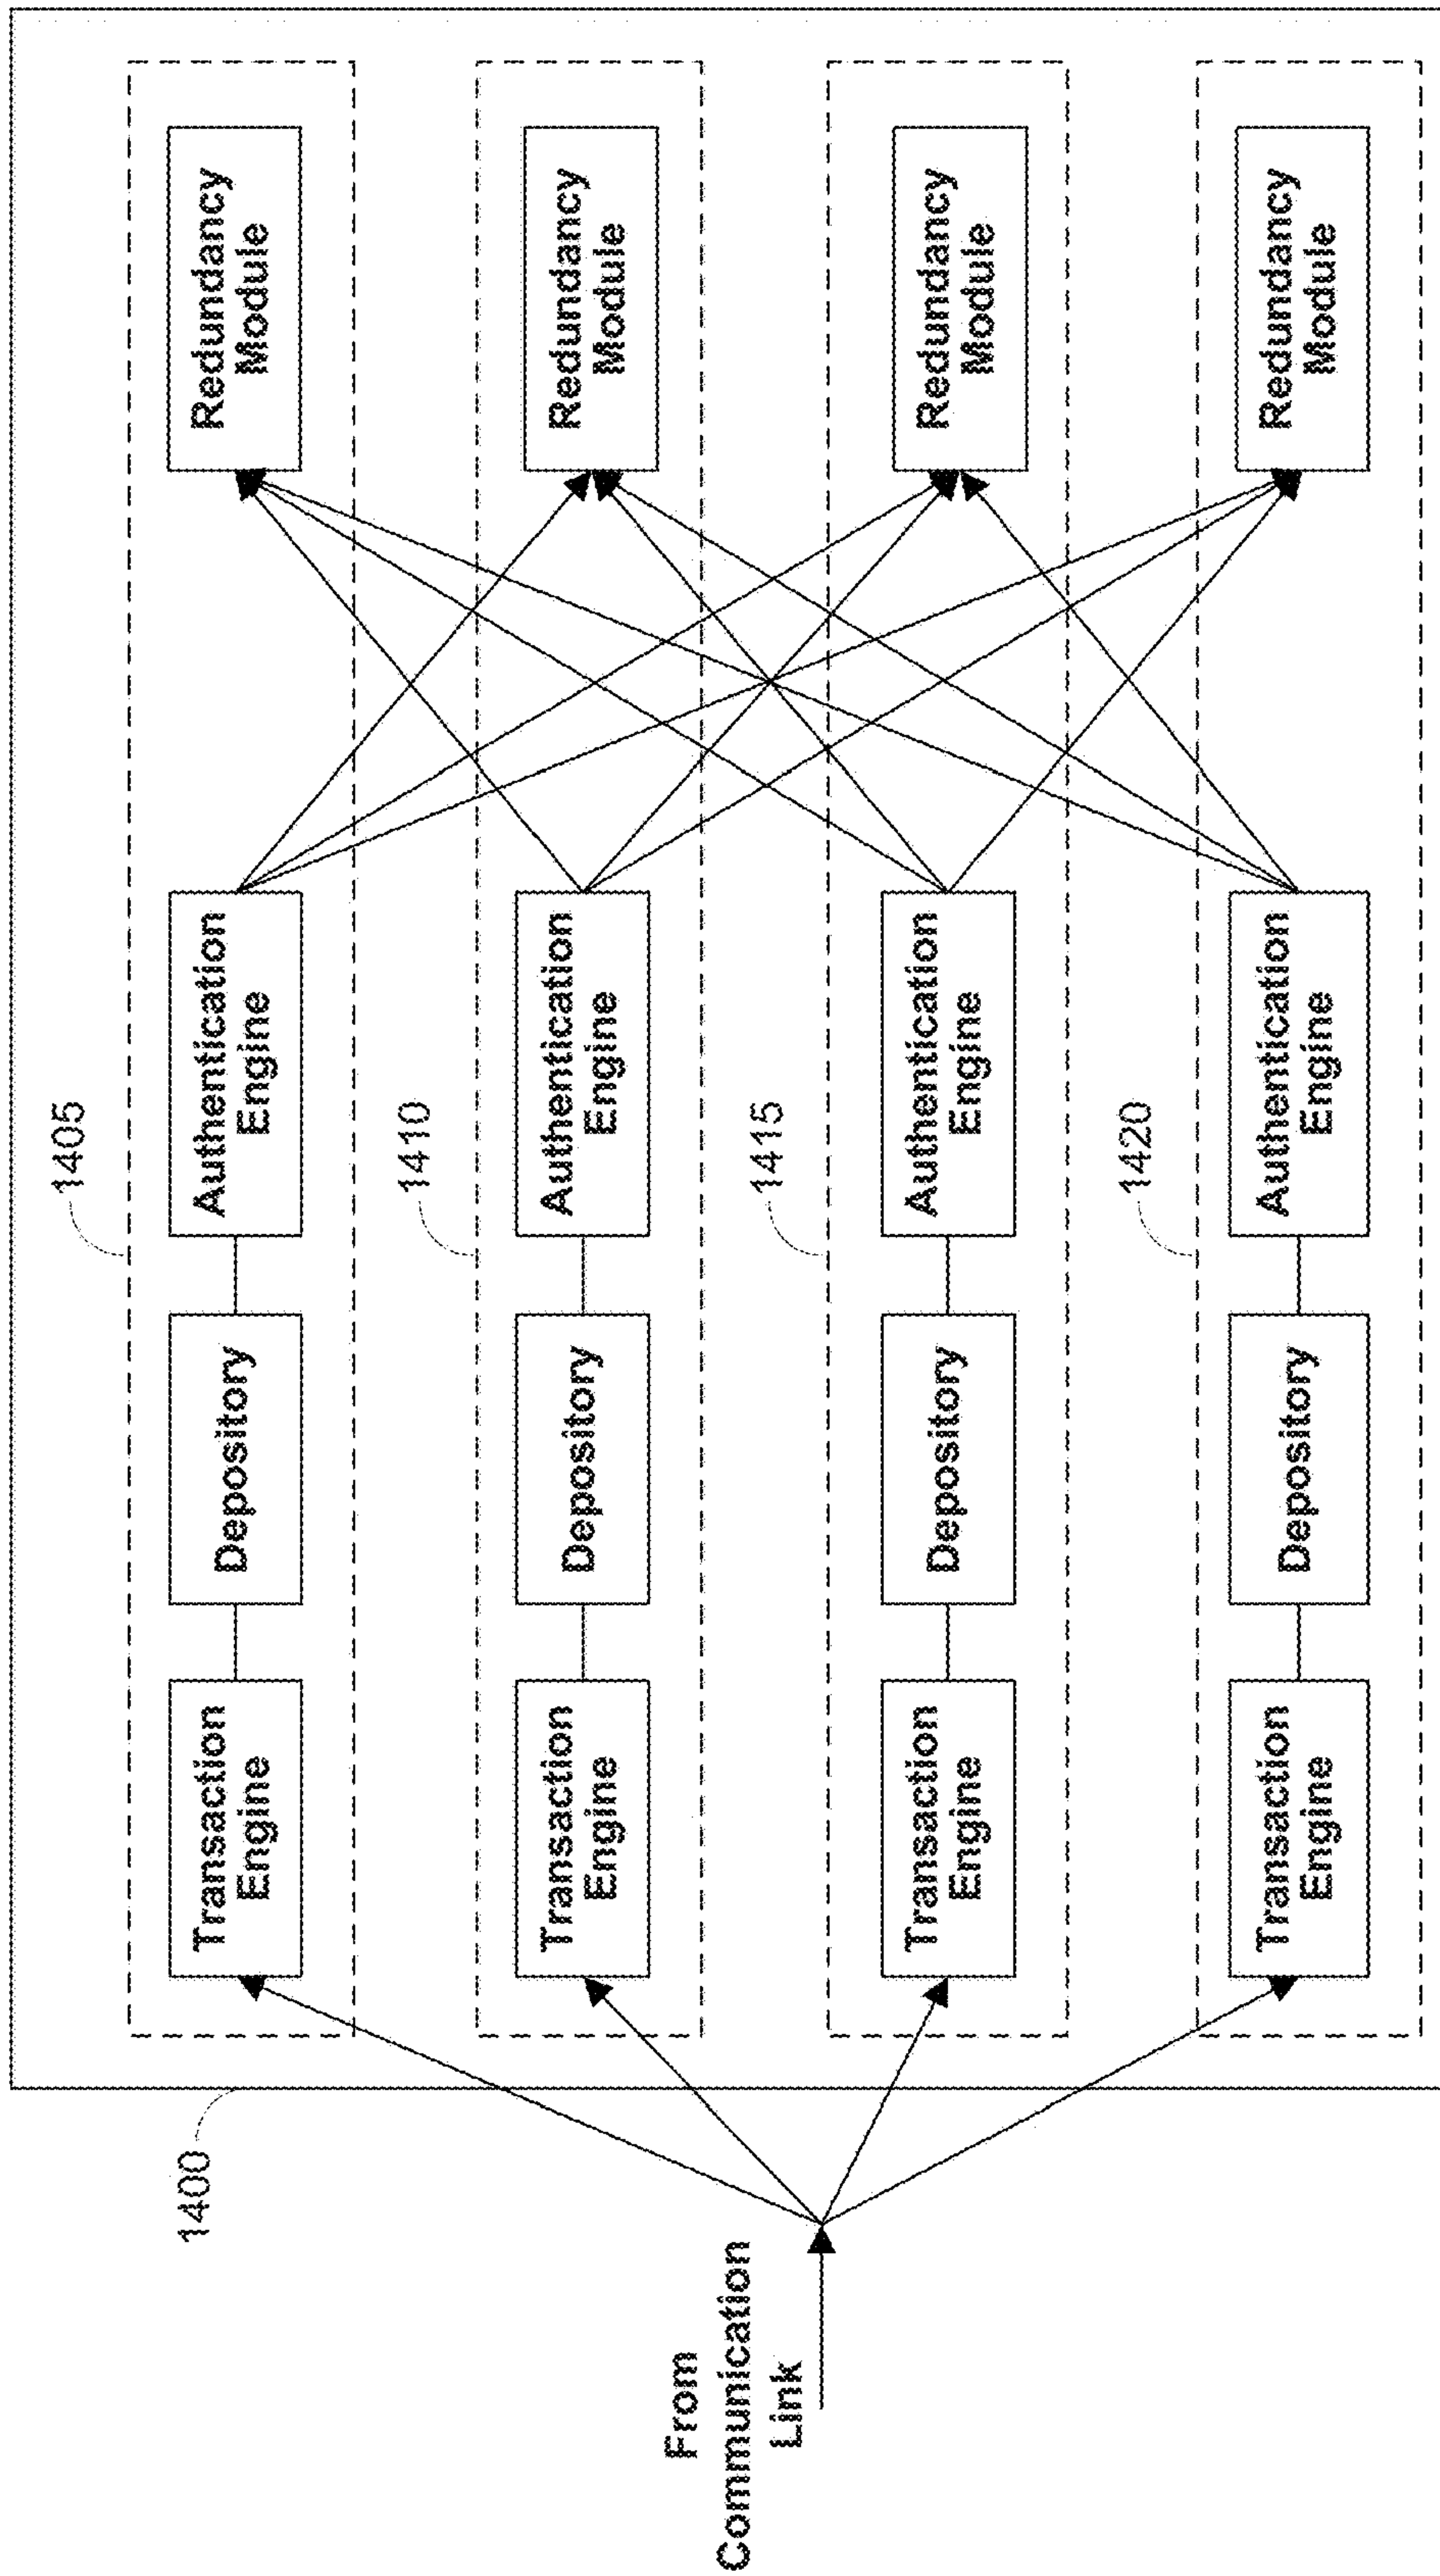 1400
From
Communication
Link
1405
Transaction
Engine
Depository
Authentication
Engine
Redundancy
Module
1410
Transaction
Engine
Depository
Authentication
Engine
Redundancy
Module
1415
Transaction
Engine
Depository
Authentication
Engine
Redundancy
Module
1420
Transaction
Engine
Depository
Authentication
Engine
Redundancy
Module